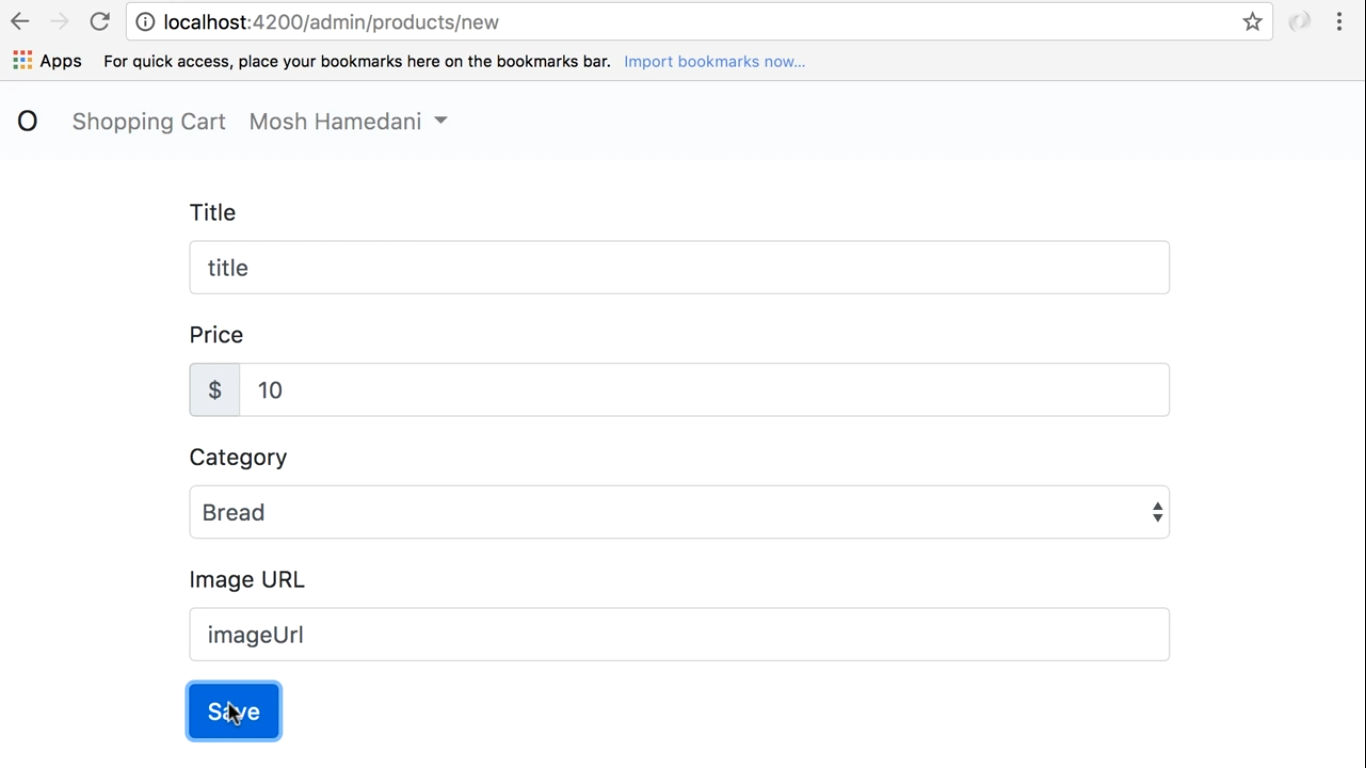 localhost:4200/admin/products/new
Apps For quick access, place your bookmarks here on the bookmarks bar. Import bookmarks now...
O Shopping Cart Mosh Hamedani
Title
title
Price
$ 10
Category
Bread
Image URL
imageUrl
Save